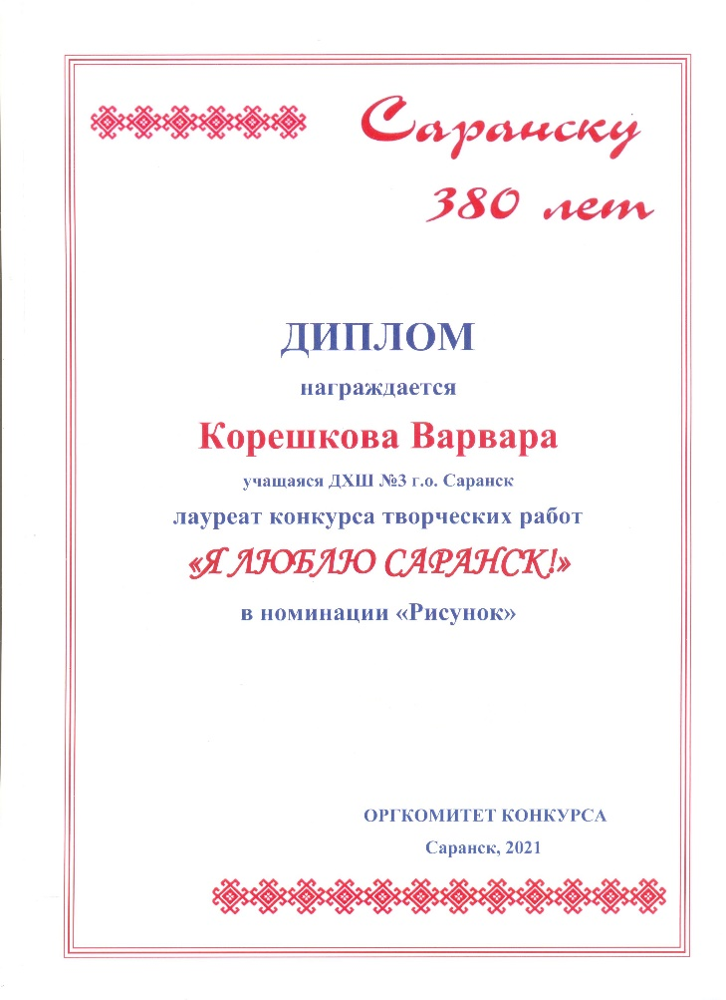 Саранску
380 лет
ДИПЛОМ
награждается
Корешкова Варвара
учащаяся ДХШ №3 г.о. Саранск
лауреат конкурса творческих работ
«Я ЛЮБЛЮ САРАНСК!»
в номинации «Рисунок»
ОРГКОМИТЕТ КОНКУРСА
Саранск, 2021